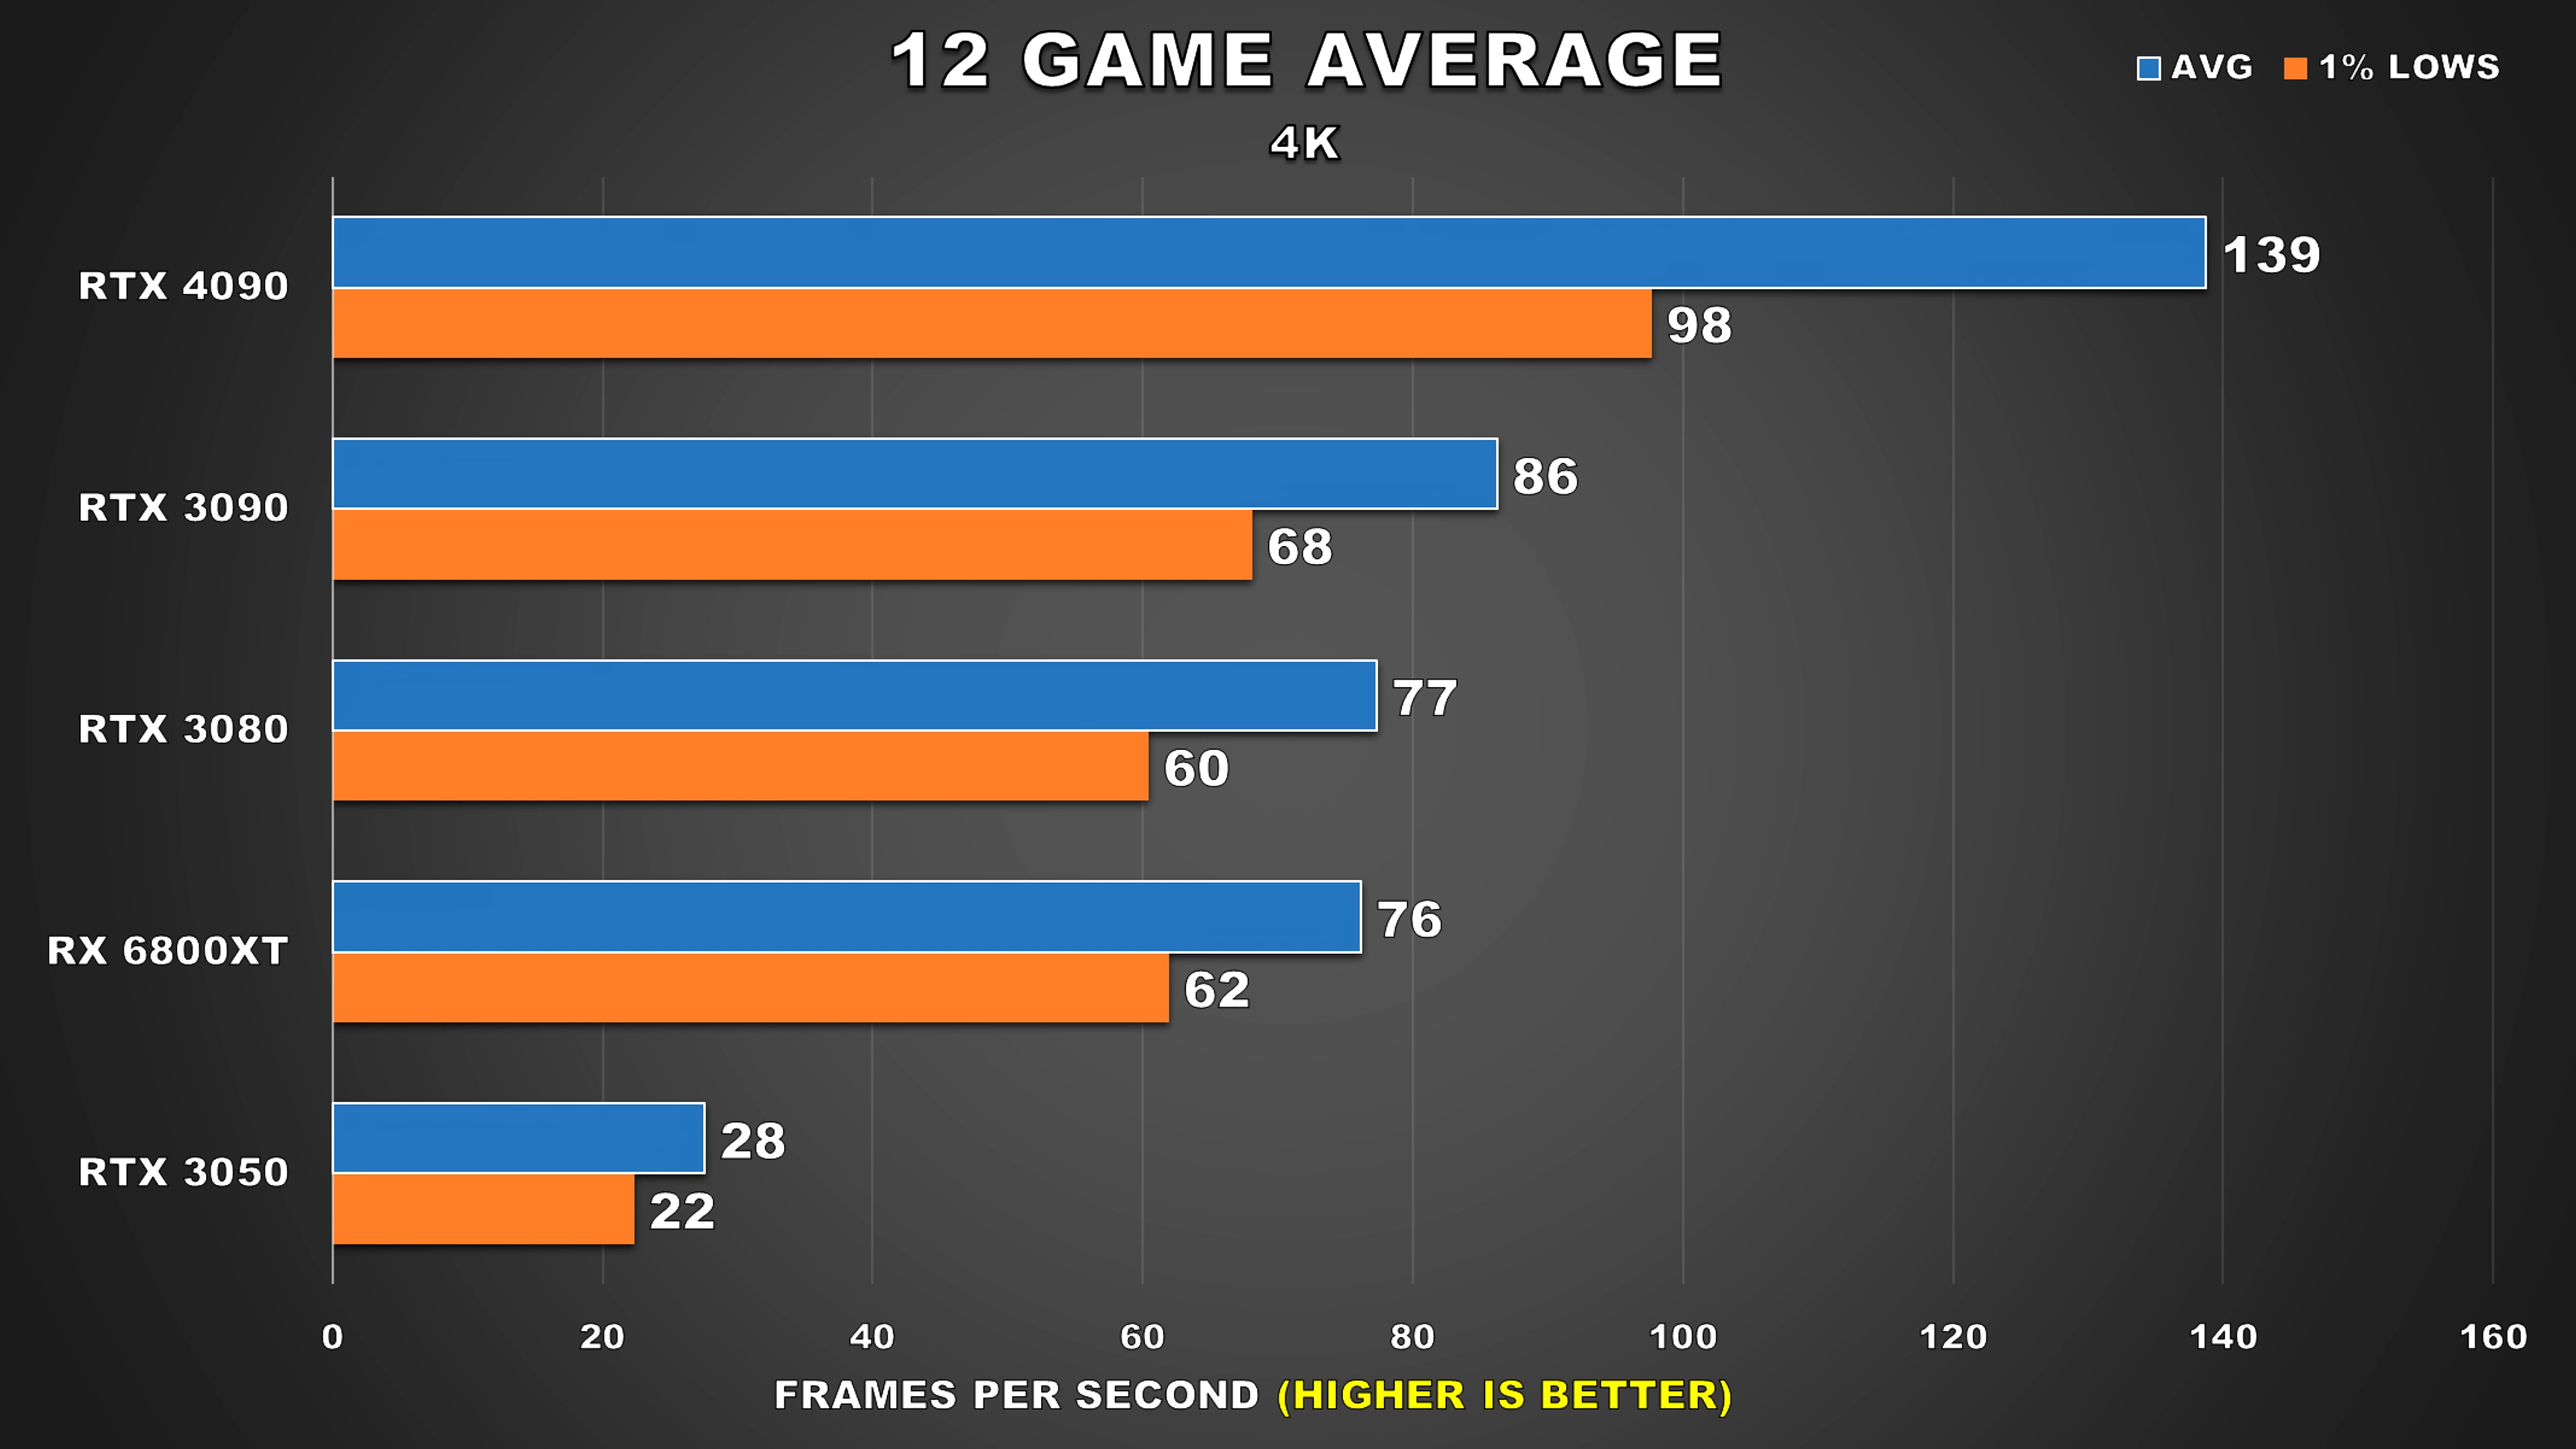 12 GAME AVERAGE
AVG 1% LOWS
4K
RTX 4090
139
98
RTX 3090
86
68
RTX 3080
77
60
RX 6800XT
76
62
RTX 3050
28
22
0 20 40 60 80 100 120 140 160
FRAMES PER SECOND (HIGHER IS BETTER)